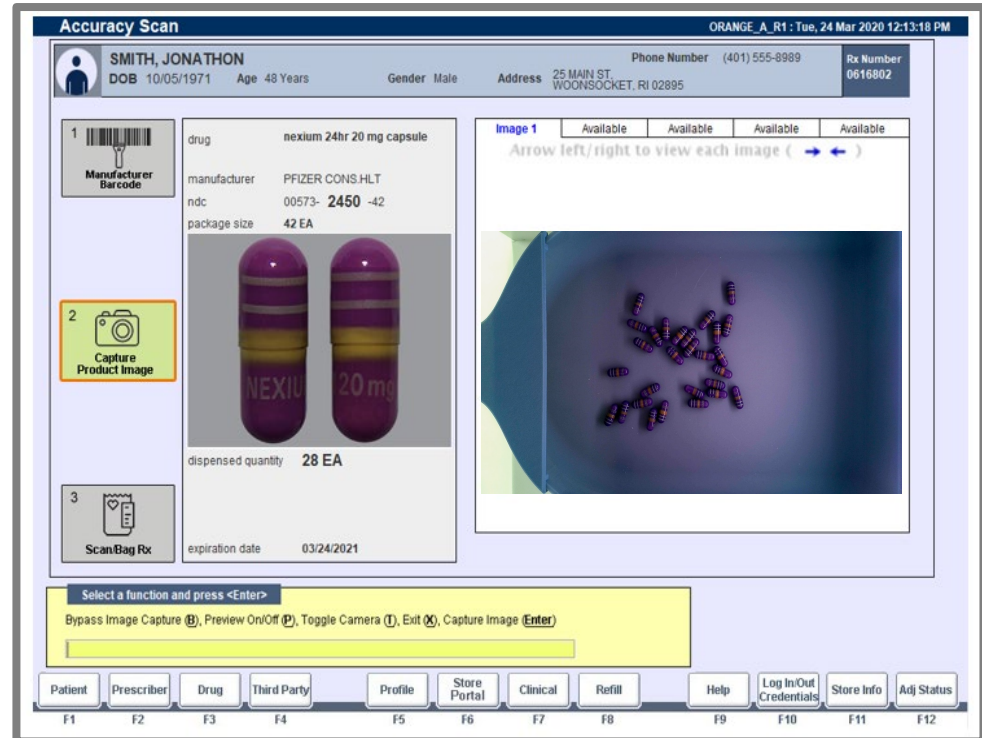 Accuracy Scan
ORANGE_A_R1 : Tue, 24 Mar 2020 12:13:18 PM
SMITH, JONATHON
DOB 10/05/1971 Age 48 Years Gender Male
Phone Number (401) 555-8989
Address 25 MAIN ST,
WOONSOCKET, RI 02895
Rx Number
0616802
1
Manufacturer
Barcode
2
Capture
Product Image
3
Scan/Bag Rx
drug nexium 24hr 20 mg capsule
manufacturer PFIZER CONS.HLT
ndc 00573- 2450 -42
package size 42 EA
NEXIU 20 mg
dispensed quantity 28 EA
expiration date 03/24/2021
Image 1 Available Available Available Available
Arrow left/right to view each image ( → ← )
Select a function and press <Enter>
Bypass Image Capture (B), Preview On/Off (P), Toggle Camera (T), Exit (X), Capture Image (Enter)
Patient Prescriber Drug Third Party Profile Store Portal Clinical Refill Help Log In/Out Credentials Store Info Adj Status
F1 F2 F3 F4 F5 F6 F7 F8 F9 F10 F11 F12